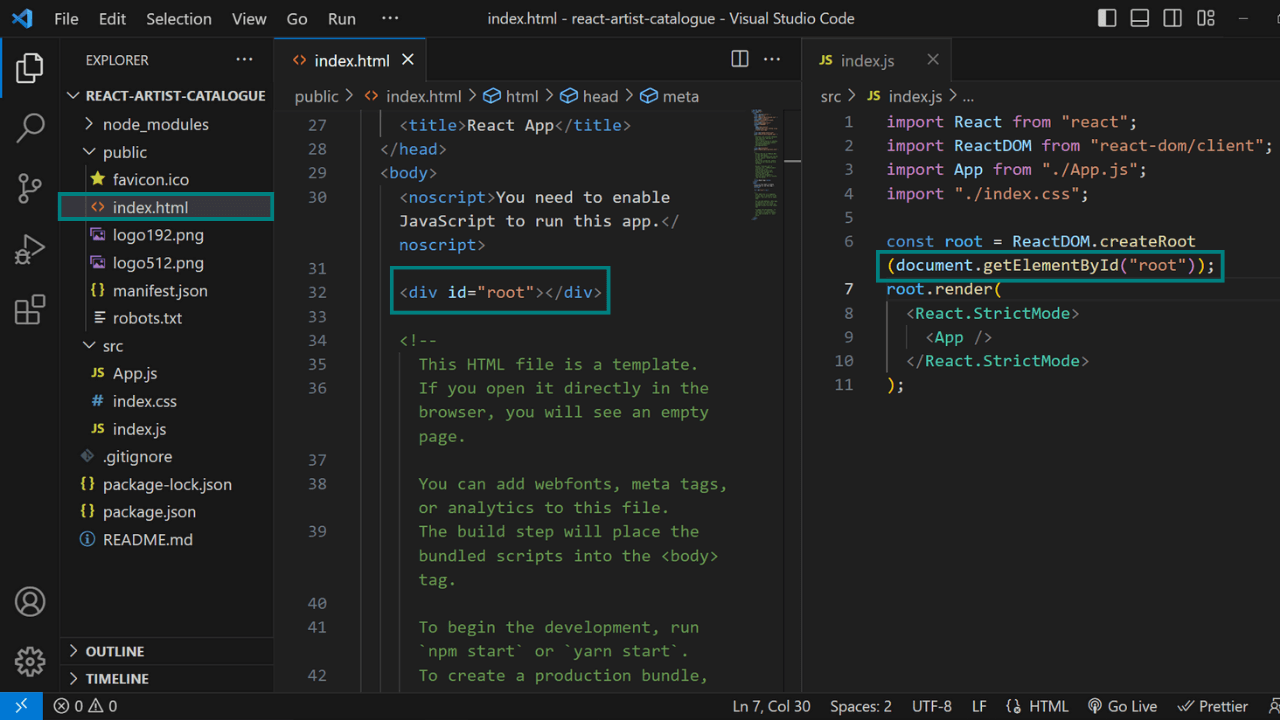 File Edit Selection View Go Run ··· index.html - react-artist-catalogue - Visual Studio Code
EXPLORER ···
REACT-ARTIST-CATALOGUE
node_modules
public
favicon.ico
index.html
logo192.png
logo512.png
manifest.json
robots.txt
src
App.js
index.css
index.js
.gitignore
package-lock.json
package.json
README.md
OUTLINE
TIMELINE
index.html
public > index.html > html > head > meta
27 <title>React App</title>
28 </head>
29 <body>
30 <noscript>You need to enable
JavaScript to run this app.</
noscript>
31
32 <div id="root"></div>
33
34 <!--
35 This HTML file is a template.
36 If you open it directly in the
browser, you will see an empty
page.
37
38 You can add webfonts, meta tags,
or analytics to this file.
39 The build step will place the
bundled scripts into the <body>
tag.
40
41 To begin the development, run
`npm start` or `yarn start`.
42 To create a production bundle,
JS index.js
src > JS index.js > ...
1 import React from "react";
2 import ReactDOM from "react-dom/client";
3 import App from "./App.js";
4 import "./index.css";
5
6 const root = ReactDOM.createRoot
(document.getElementById("root"));
7 root.render(
8 <React.StrictMode>
9 <App />
10 </React.StrictMode>
11 );
0 0 Ln 7, Col 30 Spaces: 2 UTF-8 LF HTML Go Live Prettier